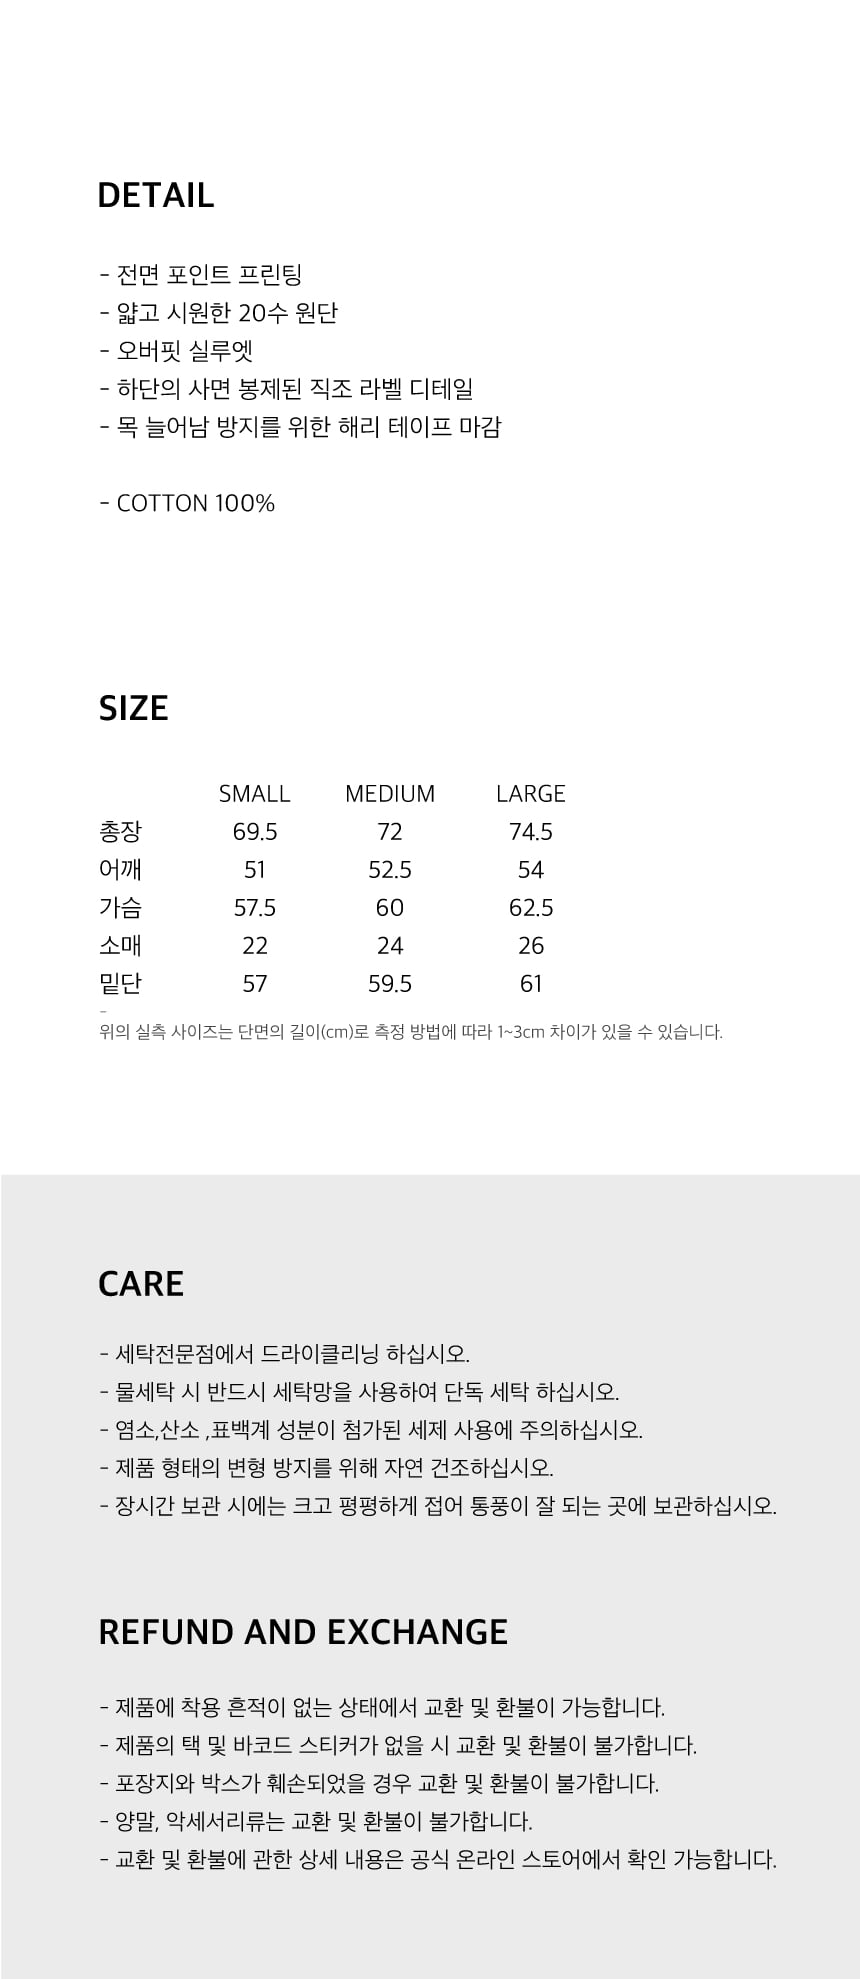 DETAIL
- 전면 포인트 프린팅
- 얇고 시원한 20수 원단
- 오버핏 실루엣
- 하단의 사면 봉제된 직조 라벨 디테일
- 목 늘어남 방지를 위한 해리 테이프 마감
- COTTON 100%
SIZE
SMALL MEDIUM LARGE
총장 69.5 72 74.5
어깨 51 52.5 54
가슴 57.5 60 62.5
소매 22 24 26
밑단 57 59.5 61
-
위의 실측 사이즈는 단면의 길이(cm)로 측정 방법에 따라 1~3cm 차이가 있을 수 있습니다.
CARE
- 세탁전문점에서 드라이클리닝 하십시오.
- 물세탁 시 반드시 세탁망을 사용하여 단독 세탁 하십시오.
- 염소,산소 ,표백계 성분이 첨가된 세제 사용에 주의하십시오.
- 제품 형태의 변형 방지를 위해 자연 건조하십시오.
- 장시간 보관 시에는 크고 평평하게 접어 통풍이 잘 되는 곳에 보관하십시오.
REFUND AND EXCHANGE
- 제품에 착용 흔적이 없는 상태에서 교환 및 환불이 가능합니다.
- 제품의 택 및 바코드 스티커가 없을 시 교환 및 환불이 불가합니다.
- 포장지와 박스가 훼손되었을 경우 교환 및 환불이 불가합니다.
- 양말, 악세서리류는 교환 및 환불이 불가합니다.
- 교환 및 환불에 관한 상세 내용은 공식 온라인 스토어에서 확인 가능합니다.